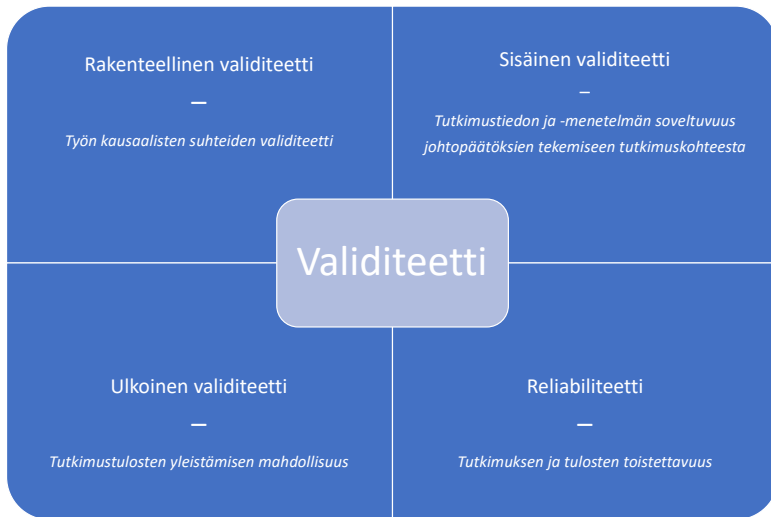 Rakenteellinen validiteetti
—
Työn kausaalisten suhteiden validiteetti
Sisäinen validiteetti
–
Tutkimustiedon ja -menetelmän soveltuvuus
johtopäätöksien tekemiseen tutkimuskohteesta
Validiteetti
Ulkoinen validiteetti
—
Tutkimustulosten yleistämisen mahdollisuus
Reliabiliteetti
—
Tutkimuksen ja tulosten toistettavuus